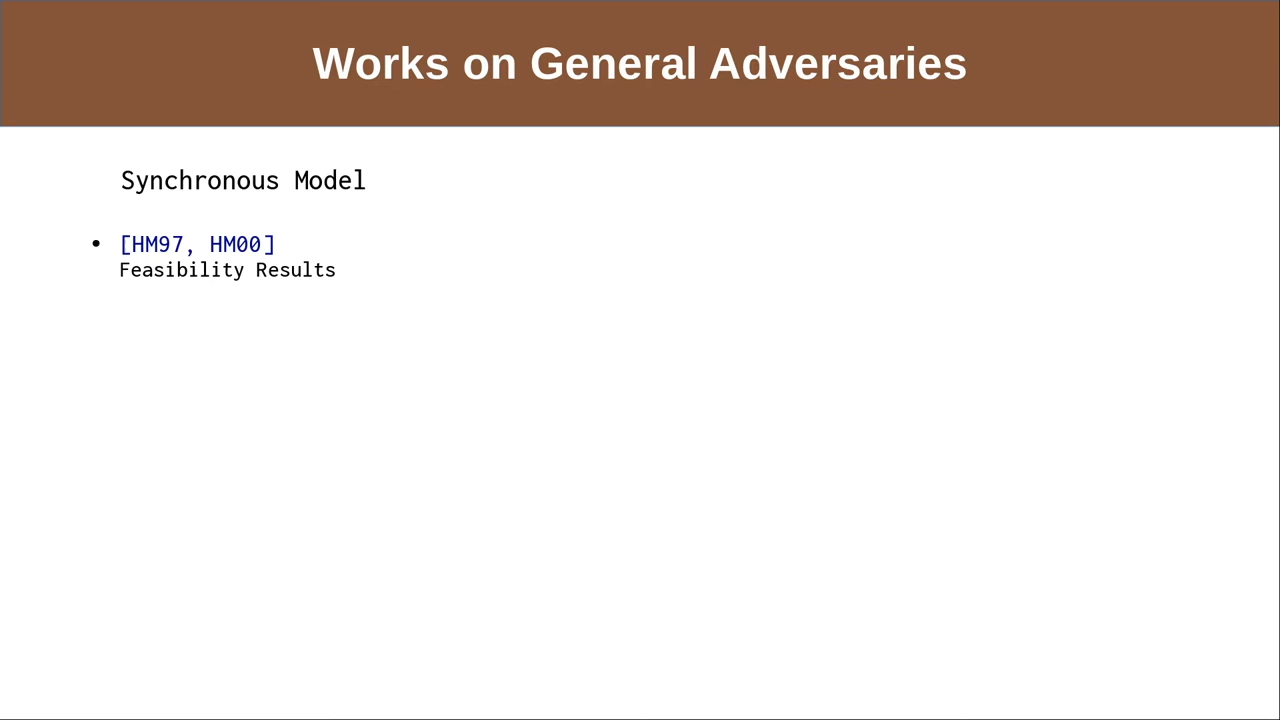 Works on General Adversaries
Synchronous Model
• [HM97, HM00]
Feasibility Results